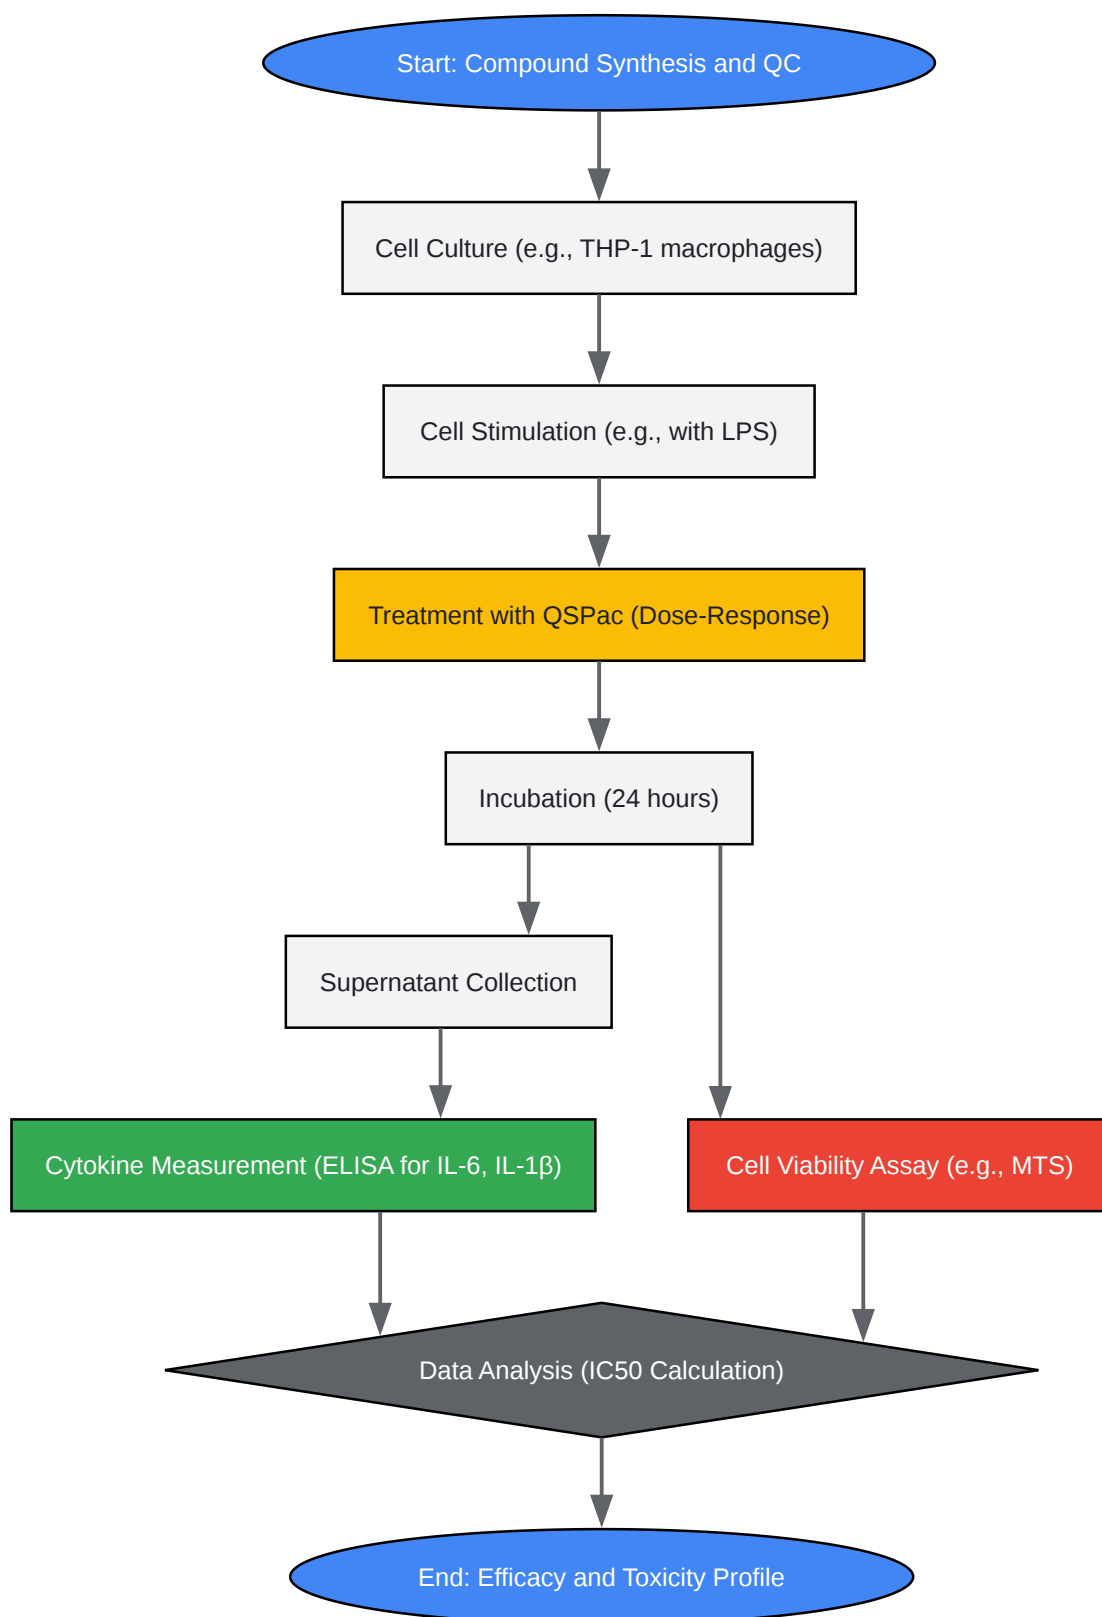 Start: Compound Synthesis and QC
Cell Culture (e.g., THP-1 macrophages)
Cell Stimulation (e.g., with LPS)
Treatment with QSPac (Dose-Response)
Incubation (24 hours)
Supernatant Collection
Cytokine Measurement (ELISA for IL-6, IL-1β)
Cell Viability Assay (e.g., MTS)
Data Analysis (IC50 Calculation)
End: Efficacy and Toxicity Profile